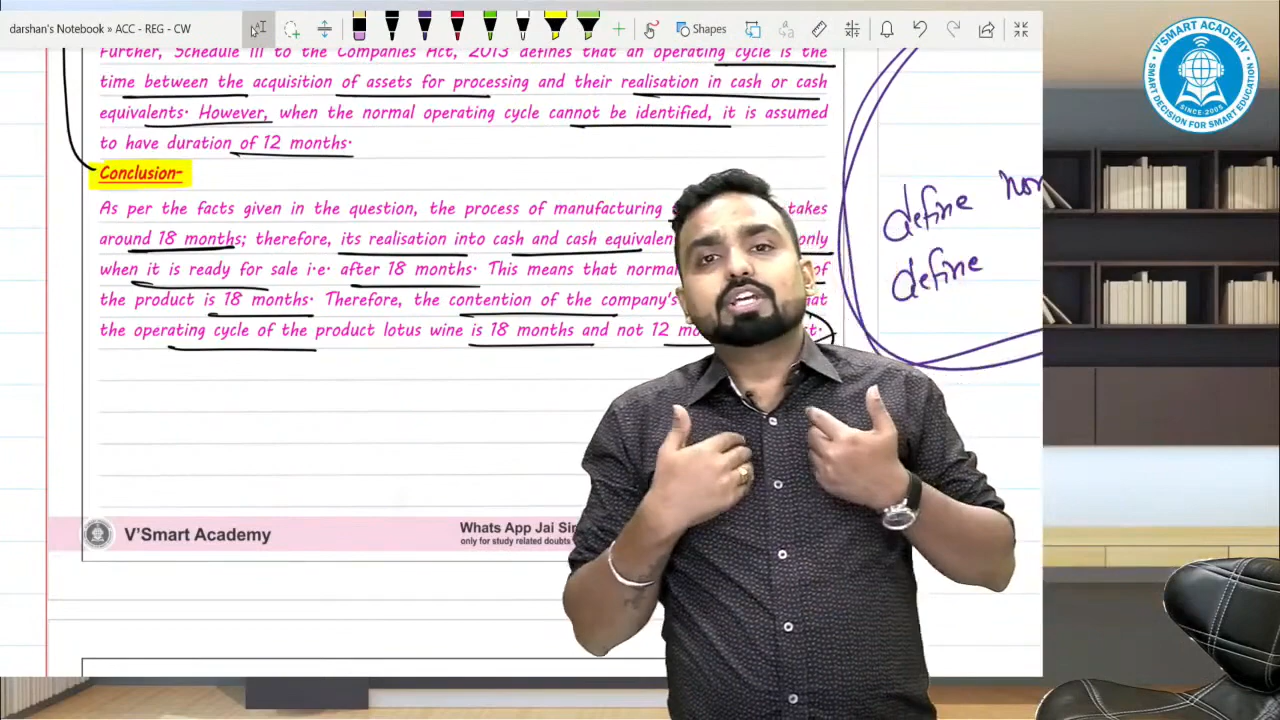 darshan's Notebook » ACC - REG - CW
Shapes
Further, Schedule III to the Companies Act, 2013 defines that an operating cycle is the
time between the acquisition of assets for processing and their realisation in cash or cash
equivalents. However, when the normal operating cycle cannot be identified, it is assumed
to have duration of 12 months.
Conclusion-
As per the facts given in the question, the process of manufacturing takes
around 18 months; therefore, its realisation into cash and cash only
when it is ready for sale i.e. after 18 months. This means that of
the product is 18 months. Therefore, the contention of the company's
the operating cycle of the product lotus wine is 18 months and not 12
define
define
V'Smart Academy
Whats App Jai
only for study related doubts
V'SMART ACADEMY
SINCE-2005
SMART DECISION FOR SMART EDUCATION